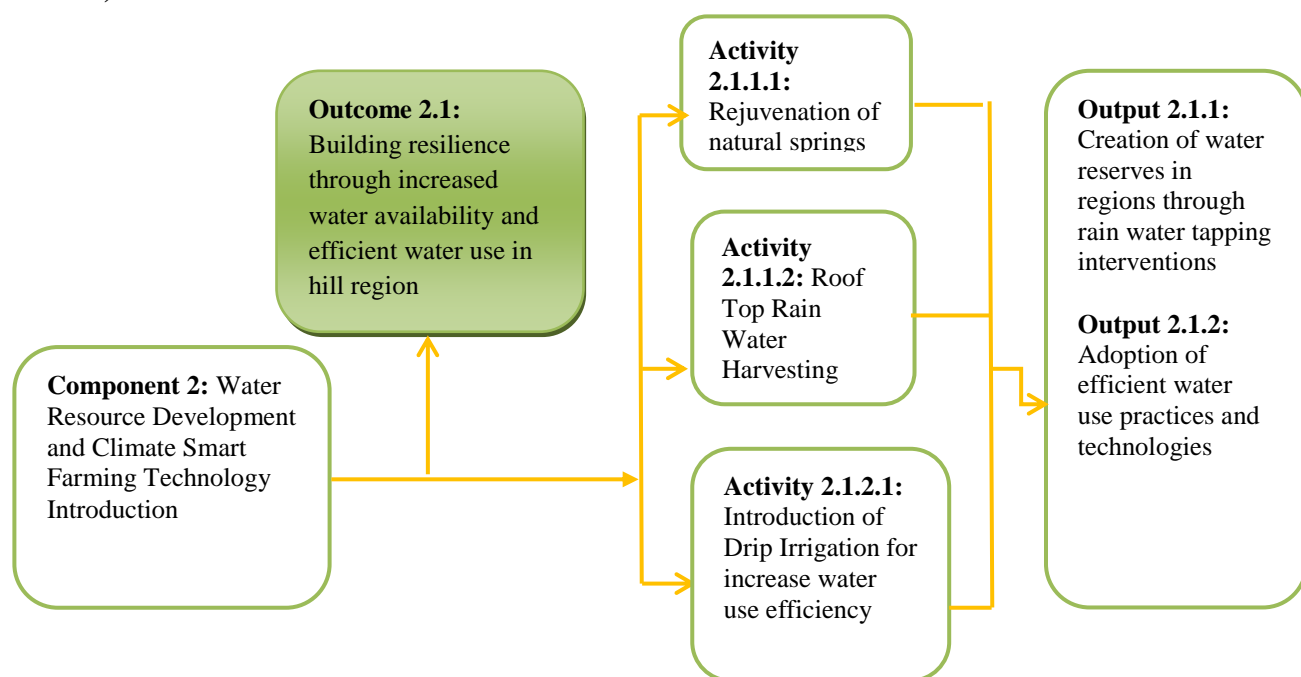 Outcome 2.1:
Building resilience
through increased
water availability and
efficient water use in
hill region
Component 2: Water
Resource Development
and Climate Smart
Farming Technology
Introduction
Activity
2.1.1.1:
Rejuvenation of
natural springs
Activity
2.1.1.2: Roof
Top Rain
Water
Harvesting
Activity 2.1.2.1:
Introduction of
Drip Irrigation for
increase water
use efficiency
Output 2.1.1:
Creation of water
reserves in
regions through
rain water tapping
interventions
Output 2.1.2:
Adoption of
efficient water
use practices and
technologies